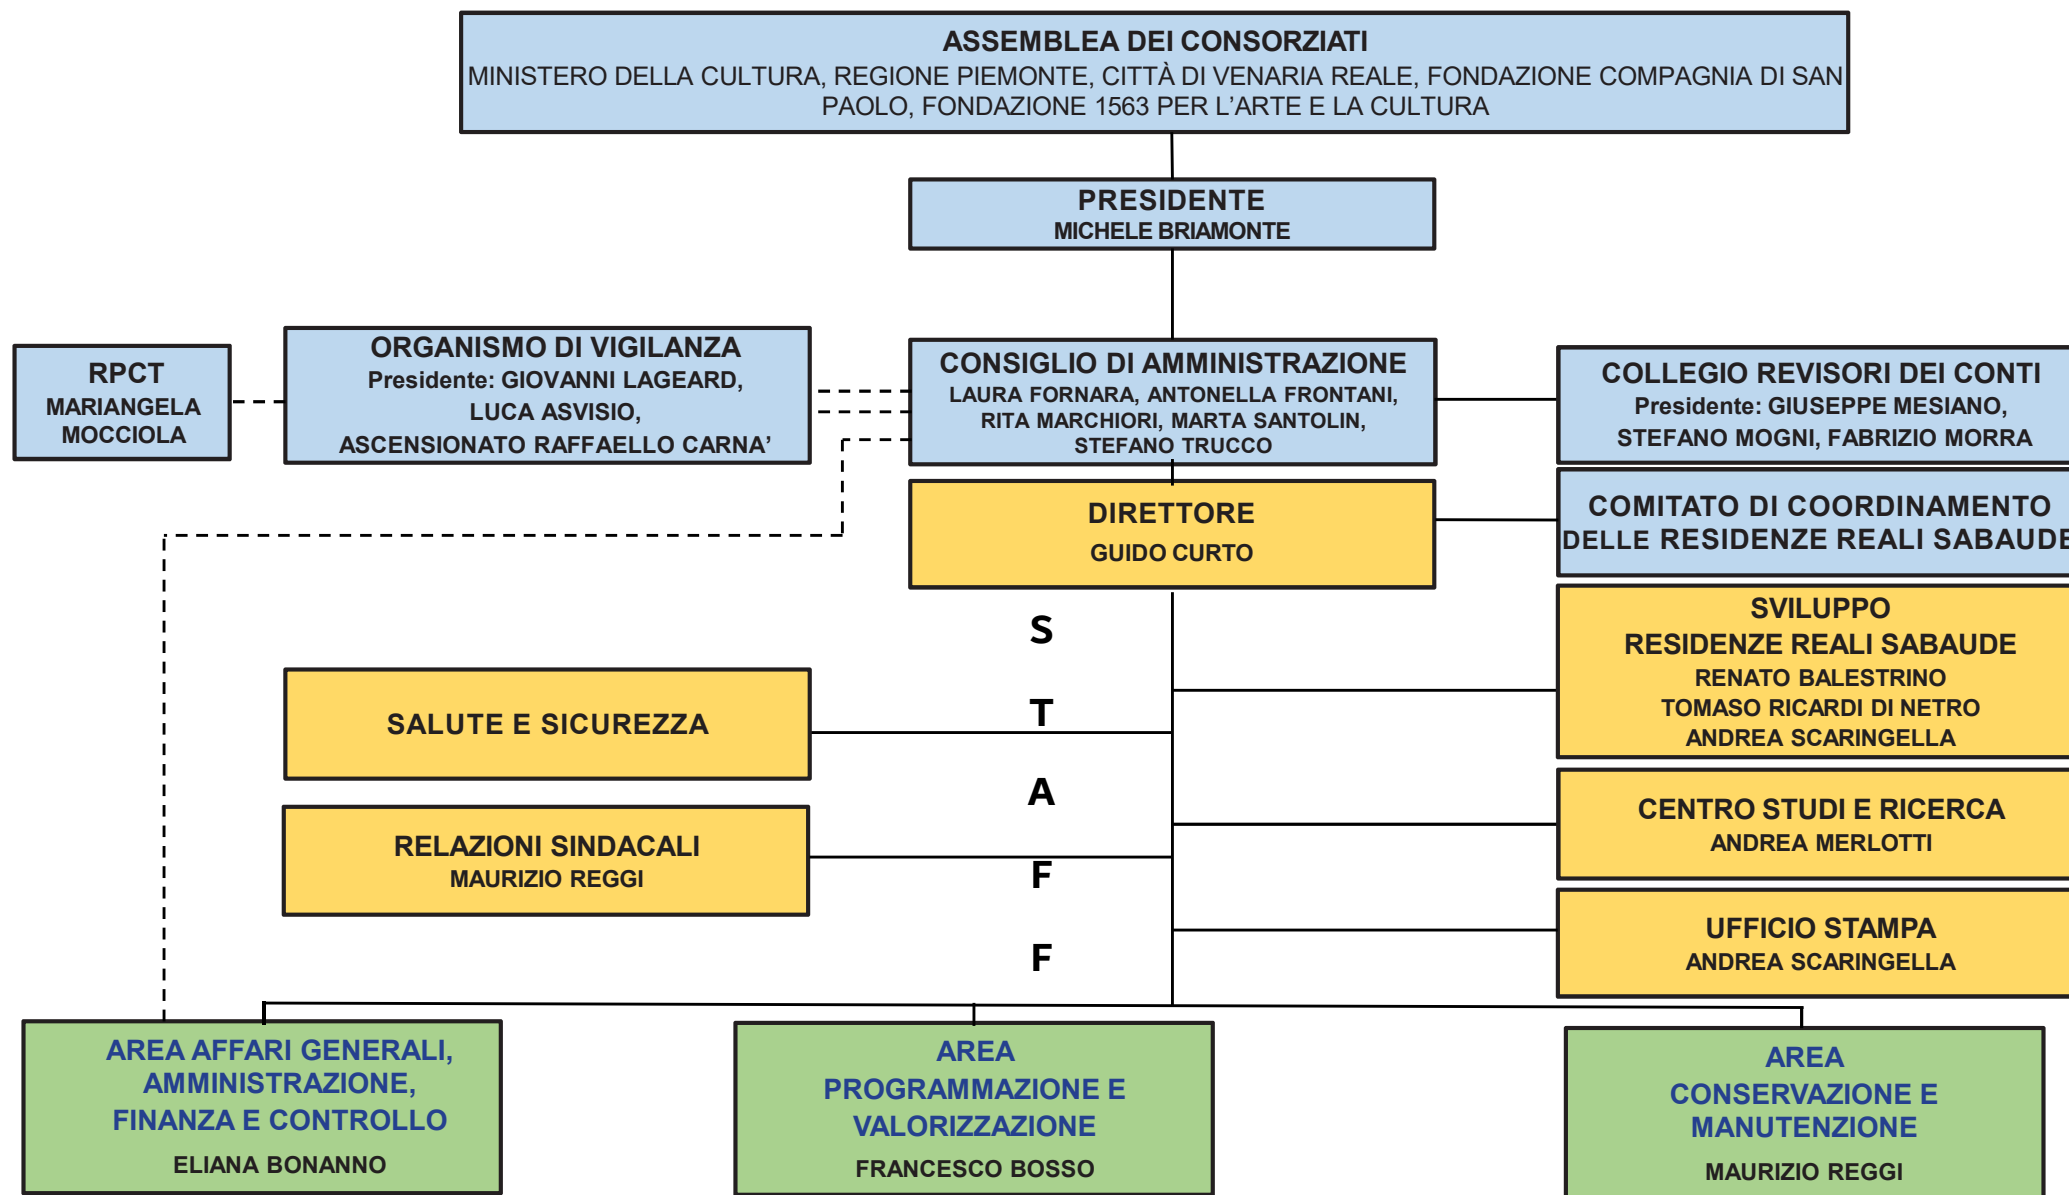 ASSEMBLEA DEI CONSORZIATI
MINISTERO DELLA CULTURA, REGIONE PIEMONTE, CITTÀ DI VENARIA REALE, FONDAZIONE COMPAGNIA DI SAN
PAOLO, FONDAZIONE 1563 PER L'ARTE E LA CULTURA
PRESIDENTE
MICHELE BRIAMONTE
RPCT
MARIANGELA
MOCCIOLA
ORGANISMO DI VIGILANZA
Presidente: GIOVANNI LAGEARD,
LUCA ASVISIO,
ASCENSIONATO RAFFAELLO CARNA’
CONSIGLIO DI AMMINISTRAZIONE
LAURA FORNARA, ANTONELLA FRONTANI,
RITA MARCHIORI, MARTA SANTOLIN,
STEFANO TRUCCO
COLLEGIO REVISORI DEI CONTI
Presidente: GIUSEPPE MESIANO,
STEFANO MOGNI, FABRIZIO MORRA
DIRETTORE
GUIDO CURTO
COMITATO DI COORDINAMENTO
DELLE RESIDENZE REALI SABAUDE
S
T
A
F
F
SALUTE E SICUREZZA
RELAZIONI SINDACALI
MAURIZIO REGGI
SVILUPPO
RESIDENZE REALI SABAUDE
RENATO BALESTRINO
TOMASO RICARDI DI NETRO
ANDREA SCARINGELLA
CENTRO STUDI E RICERCA
ANDREA MERLOTTI
UFFICIO STAMPA
ANDREA SCARINGELLA
AREA AFFARI GENERALI,
AMMINISTRAZIONE,
FINANZA E CONTROLLO
ELIANA BONANNO
AREA
PROGRAMMAZIONE E
VALORIZZAZIONE
FRANCESCO BOSSO
AREA
CONSERVAZIONE E
MANUTENZIONE
MAURIZIO REGGI